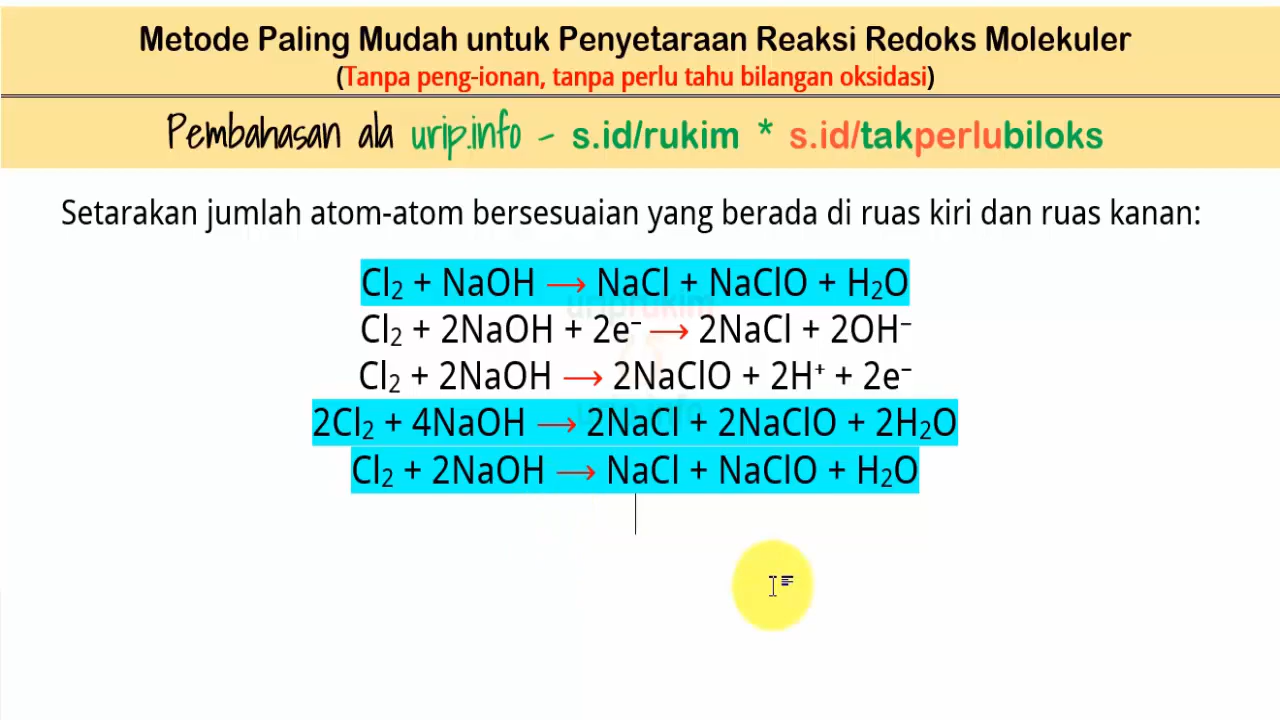 Metode Paling Mudah untuk Penyetaraan Reaksi Redoks Molekuler
(Tanpa peng-ionan, tanpa perlu tahu bilangan oksidasi)
Pembahasan ala urip.info – s.id/rukim * s.id/takperlubiloks
Setarakan jumlah atom-atom bersesuaian yang berada di ruas kiri dan ruas kanan:
Cl₂ + NaOH ⟶ NaCl + NaClO + H₂O
uriprukim
Cl₂ + 2NaOH + 2e⁻ ⟶ 2NaCl + 2OH⁻
Cl₂ + 2NaOH ⟶ 2NaClO + 2H⁺ + 2e⁻
urip.info
2Cl₂ + 4NaOH ⟶ 2NaCl + 2NaClO + 2H₂O
Cl₂ + 2NaOH ⟶ NaCl + NaClO + H₂O